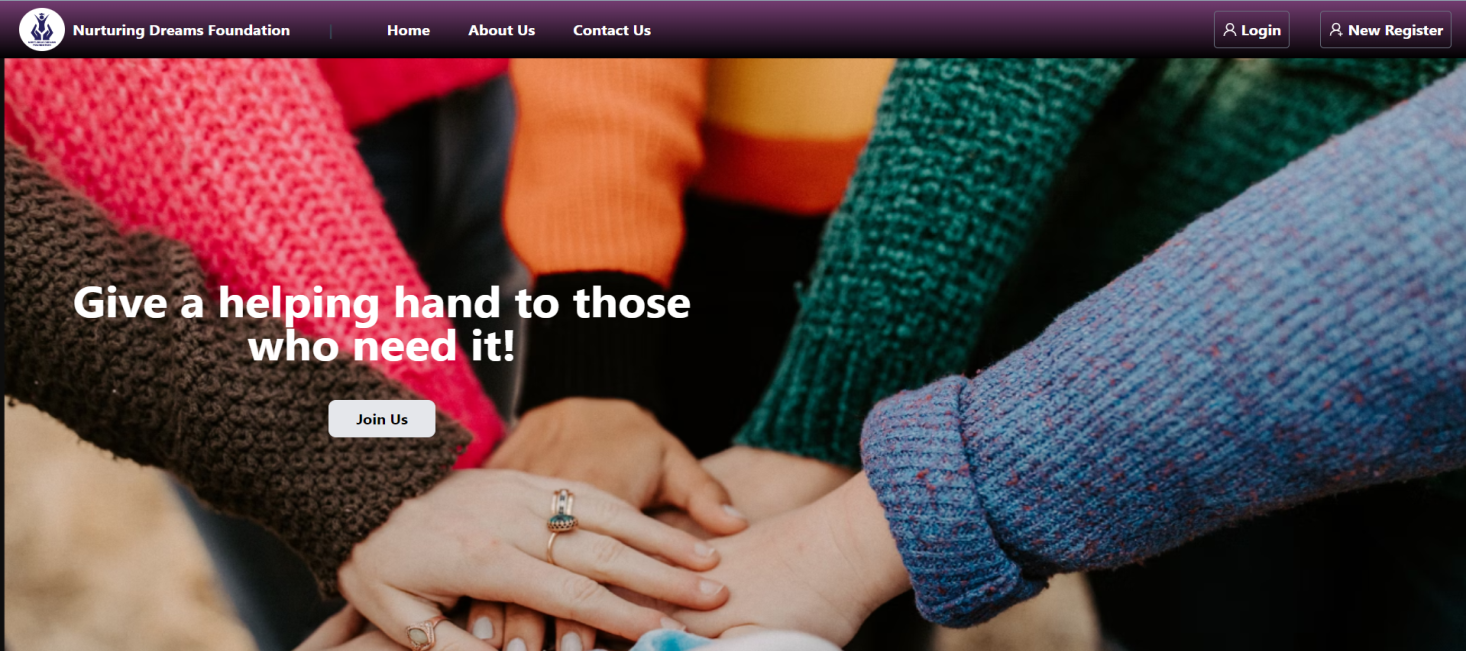 Nurturing Dreams Foundation | Home About Us Contact Us Login New Register
Give a helping hand to those
who need it!
Join Us